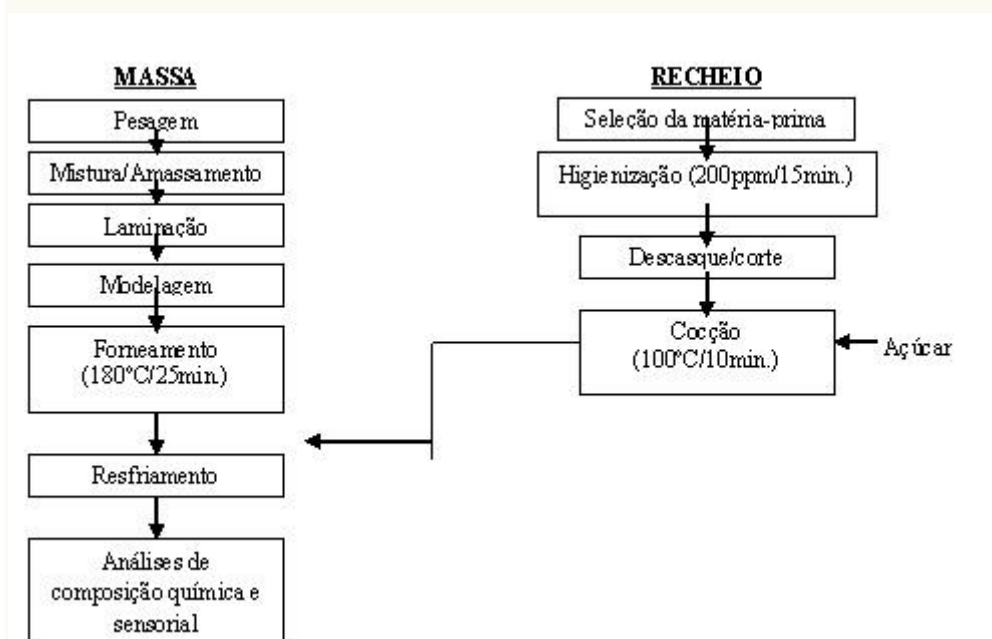 MASSA
Pesagem
Mistura/Amassamento
Laminação
Modelagem
Forneamento
(180°C/25min.)
Resfriamento
Análises de
composição química e
sensorial
RECHEIO
Seleção da matéria-prima
Higienização (200ppm/15min.)
Descasque/corte
Cocção
(100°C/10min.)
Açúcar